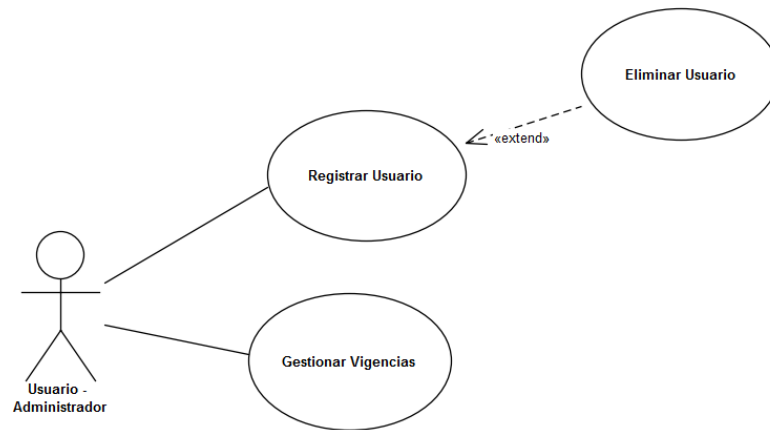 Eliminar Usuario
«extend»
Registrar Usuario
Gestionar Vigencias
Usuario -
Administrador